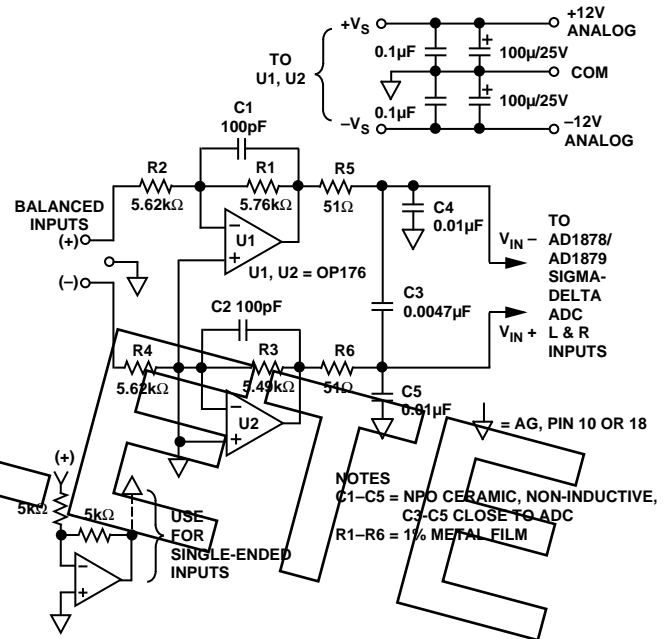 +VS
+12V
ANALOG
TO
U1, U2
0.1µF
100µ/25V
COM
0.1µF
100µ/25V
–VS
–12V
ANALOG
C1
100pF
R2
5.62kΩ
R1
5.76kΩ
R5
51Ω
BALANCED
INPUTS
(+)
(–)
U1
U1, U2 = OP176
C4
0.01µF
VIN –
TO
AD1878/
AD1879
SIGMA-
DELTA
ADC
L & R
INPUTS
C3
0.0047µF
VIN +
C2 100pF
R4
5.62kΩ
R3
5.49kΩ
R6
51Ω
U2
C5
0.01µF
= AG, PIN 10 OR 18
(+)
5kΩ
5kΩ
USE
FOR
SINGLE-ENDED
INPUTS
NOTES
C1–C5 = NPO CERAMIC, NON-INDUCTIVE,
C3-C5 CLOSE TO ADC
R1–R6 = 1% METAL FILM